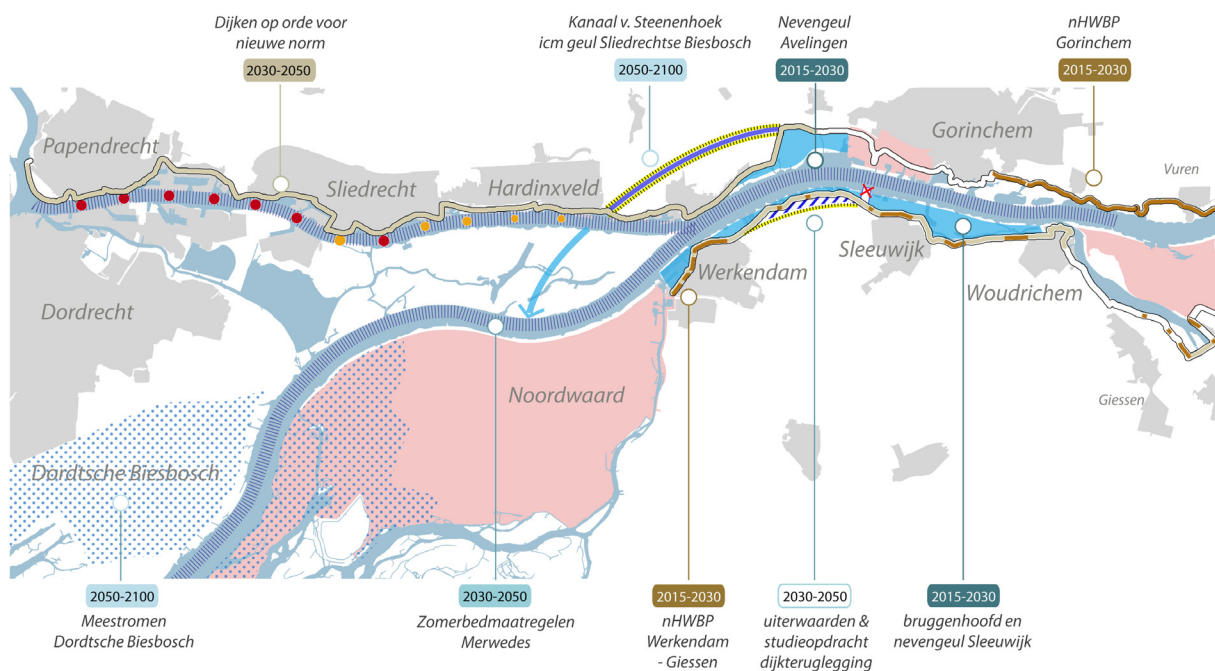 Dijken op orde voor
nieuwe norm
2030-2050
Kanaal v. Steenenhoek
icm geul Sliedrechtse Biesbosch
2050-2100
Nevengeul
Avelingen
2015-2030
nHWBP
Gorinchem
2015-2030
Papendrecht
Sliedrecht
Hardinxveld
Gorinchem
Vuren
Dordrecht
Werkendam
Sleeuwijk
Woudrichem
Noordwaard
Giessen
Dordtsche Biesbosch
2050-2100
Meestromen
Dordtsche Biesbosch
2030-2050
Zomerbedmaatregelen
Merwedes
2015-2030
nHWBP
Werkendam
- Giessen
2030-2050
uiterwaarden &
studieopdracht
dijkteruglegging
2015-2030
bruggenhoofd en
nevengeul Sleeuwijk